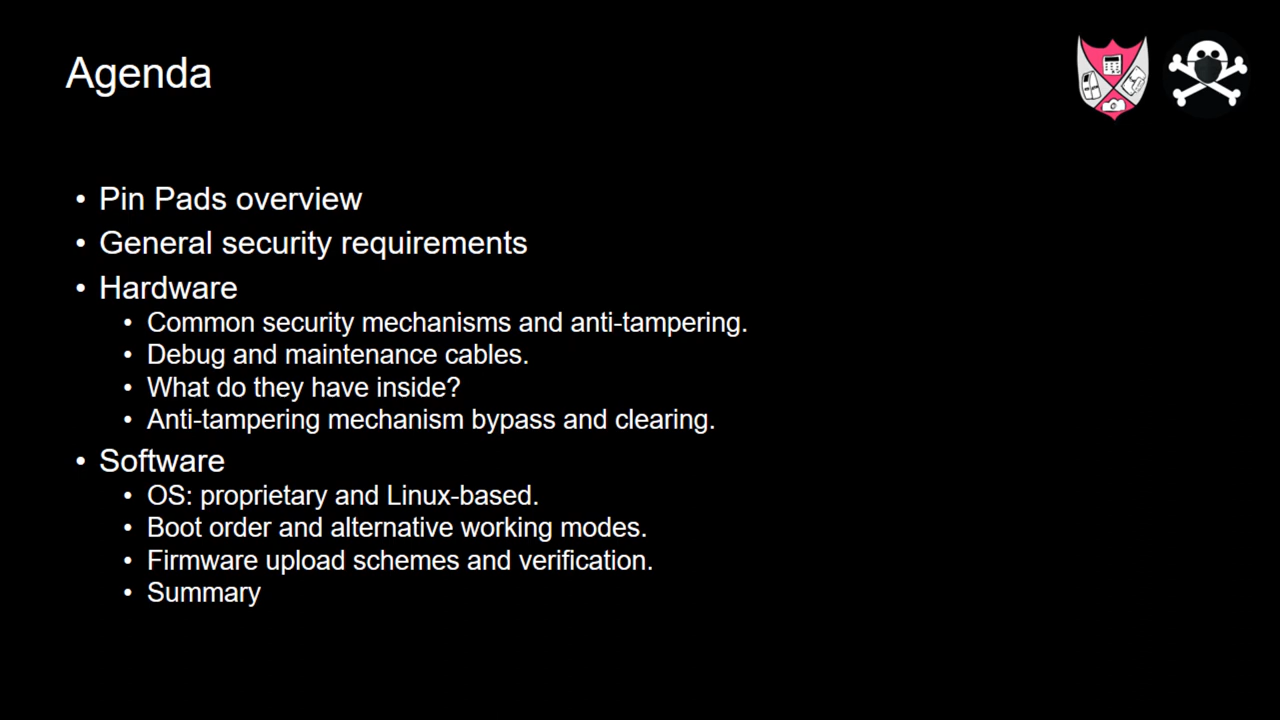 Agenda
• Pin Pads overview
• General security requirements
• Hardware
• Common security mechanisms and anti-tampering.
• Debug and maintenance cables.
• What do they have inside?
• Anti-tampering mechanism bypass and clearing.
• Software
• OS: proprietary and Linux-based.
• Boot order and alternative working modes.
• Firmware upload schemes and verification.
• Summary